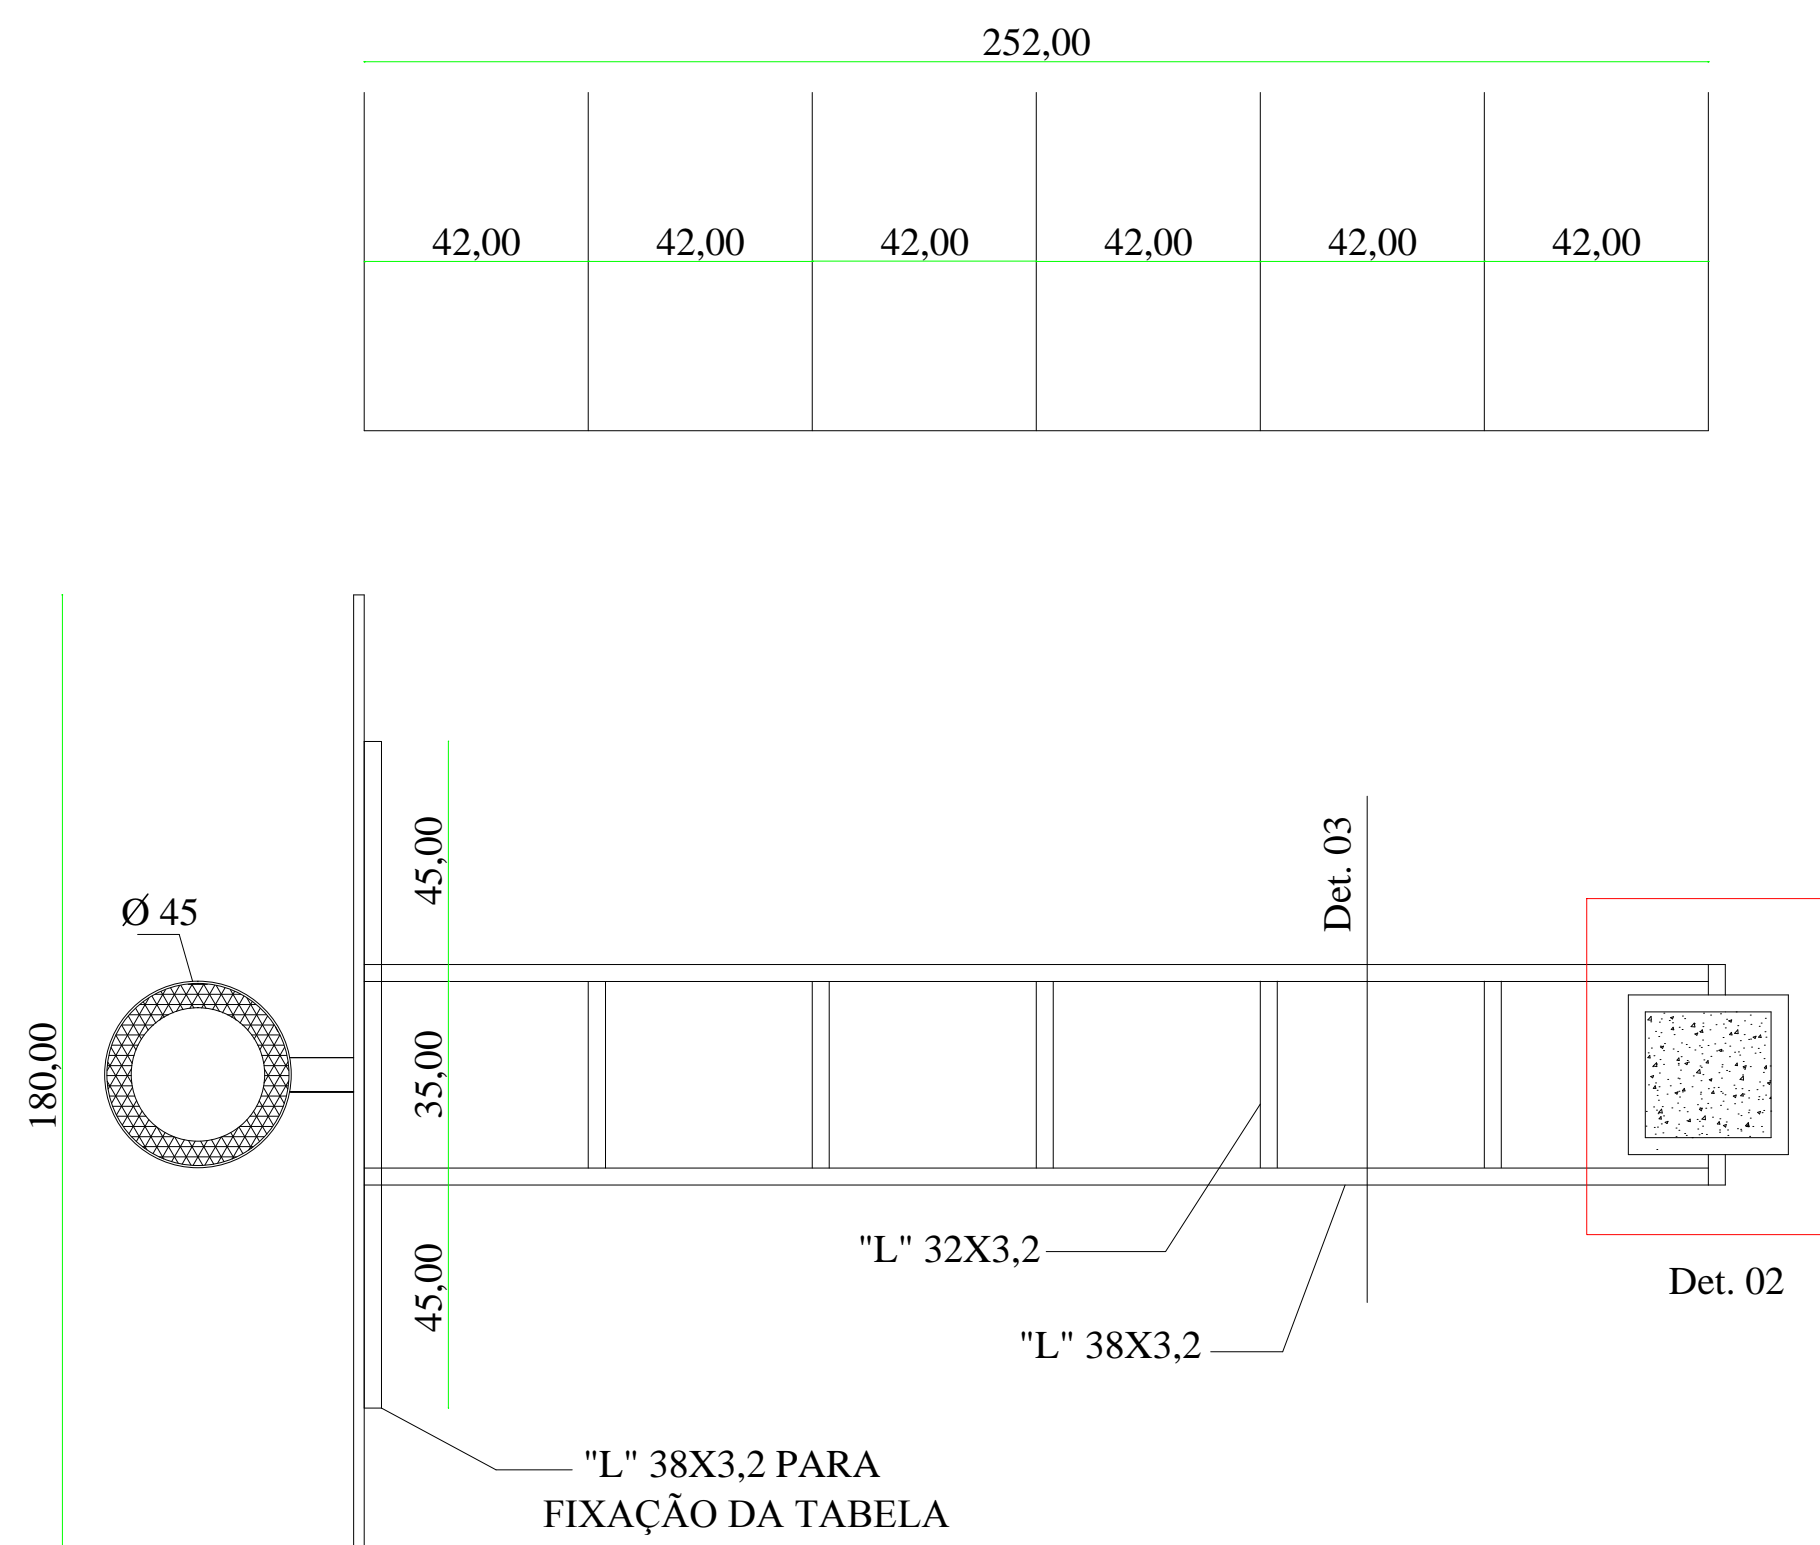 252,00
42,00 42,00 42,00 42,00 42,00 42,00
45,00
Det. 03
Ø 45
180,00
35,00
45,00
"L" 32X3,2
Det. 02
"L" 38X3,2
"L" 38X3,2 PARA
FIXAÇÃO DA TABELA